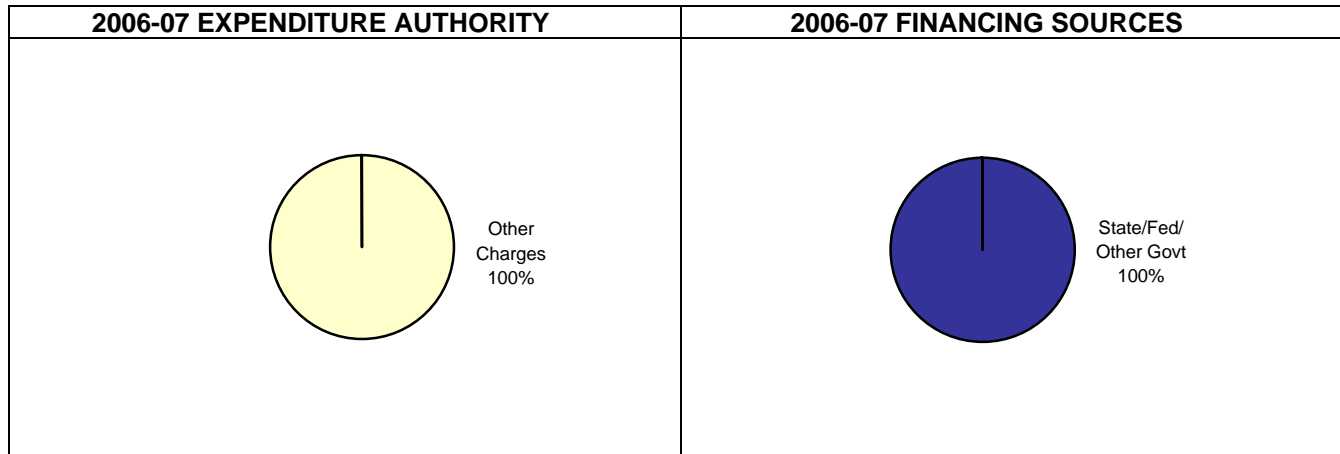 2006-07 EXPENDITURE AUTHORITY
2006-07 FINANCING SOURCES
Other
Charges
100%
State/Fed/
Other Govt
100%